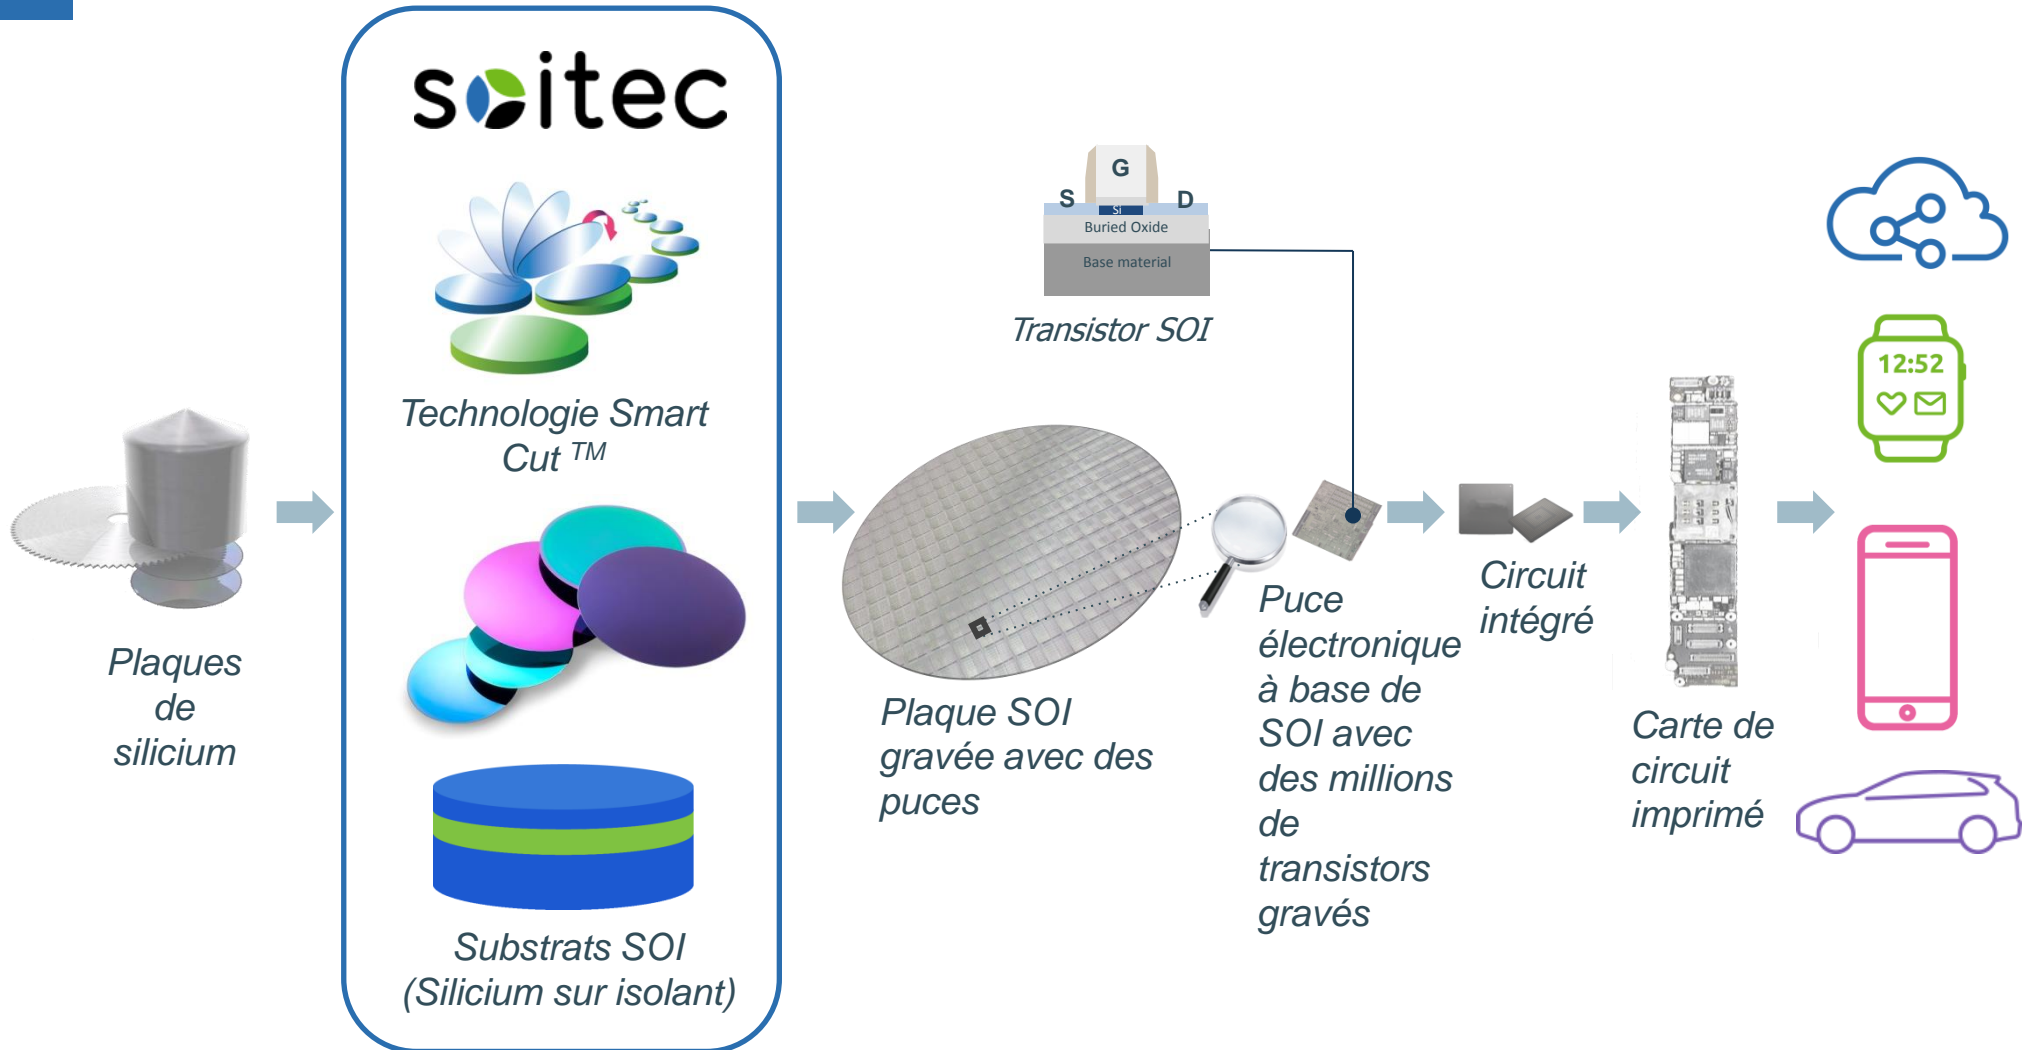 soitec
Technologie Smart
Cut TM
Substrats SOI
(Silicium sur isolant)
Plaques
de
silicium
G
S
D
Si
Buried Oxide
Base material
Transistor SOI
Plaque SOI
gravée avec des
puces
Puce
électronique
à base de
SOI avec
des millions
de
transistors
gravés
Circuit
intégré
Carte de
circuit
imprimé
12:52